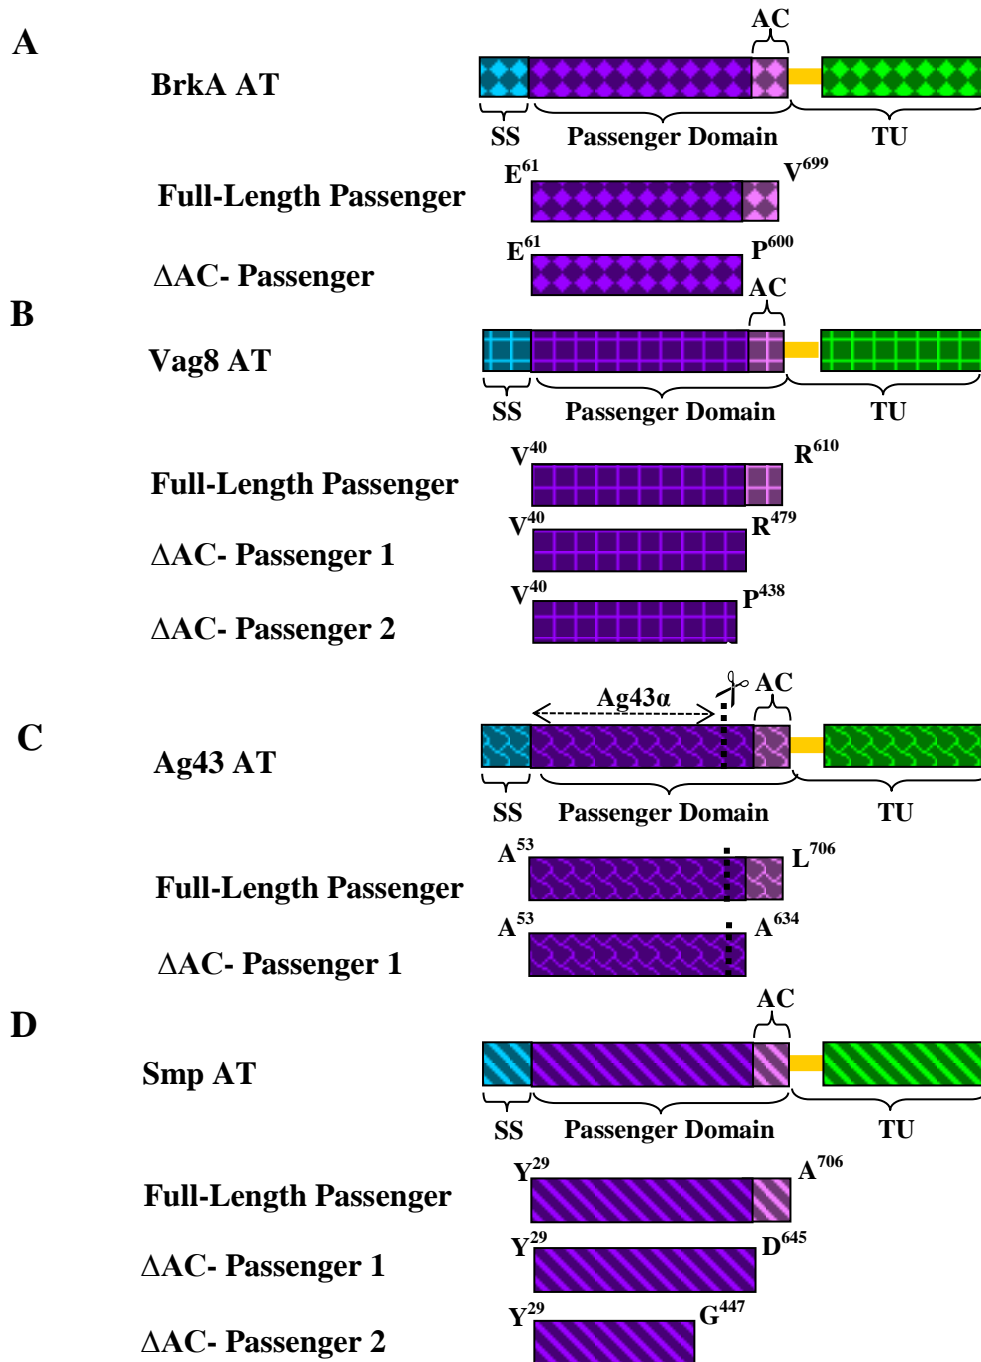 A
AC
BrkA AT
SS Passenger Domain TU
Full-Length Passenger E61 V699
ΔAC- Passenger E61 P600
B
AC
Vag8 AT
SS Passenger Domain TU
Full-Length Passenger V40 R610
ΔAC- Passenger 1 V40 R479
ΔAC- Passenger 2 V40 P438
C
Ag43α AC
Ag43 AT
SS Passenger Domain TU
Full-Length Passenger A53 L706
ΔAC- Passenger 1 A53 A634
D
AC
Smp AT
SS Passenger Domain TU
Full-Length Passenger Y29 A706
ΔAC- Passenger 1 Y29 D645
ΔAC- Passenger 2 Y29 G447